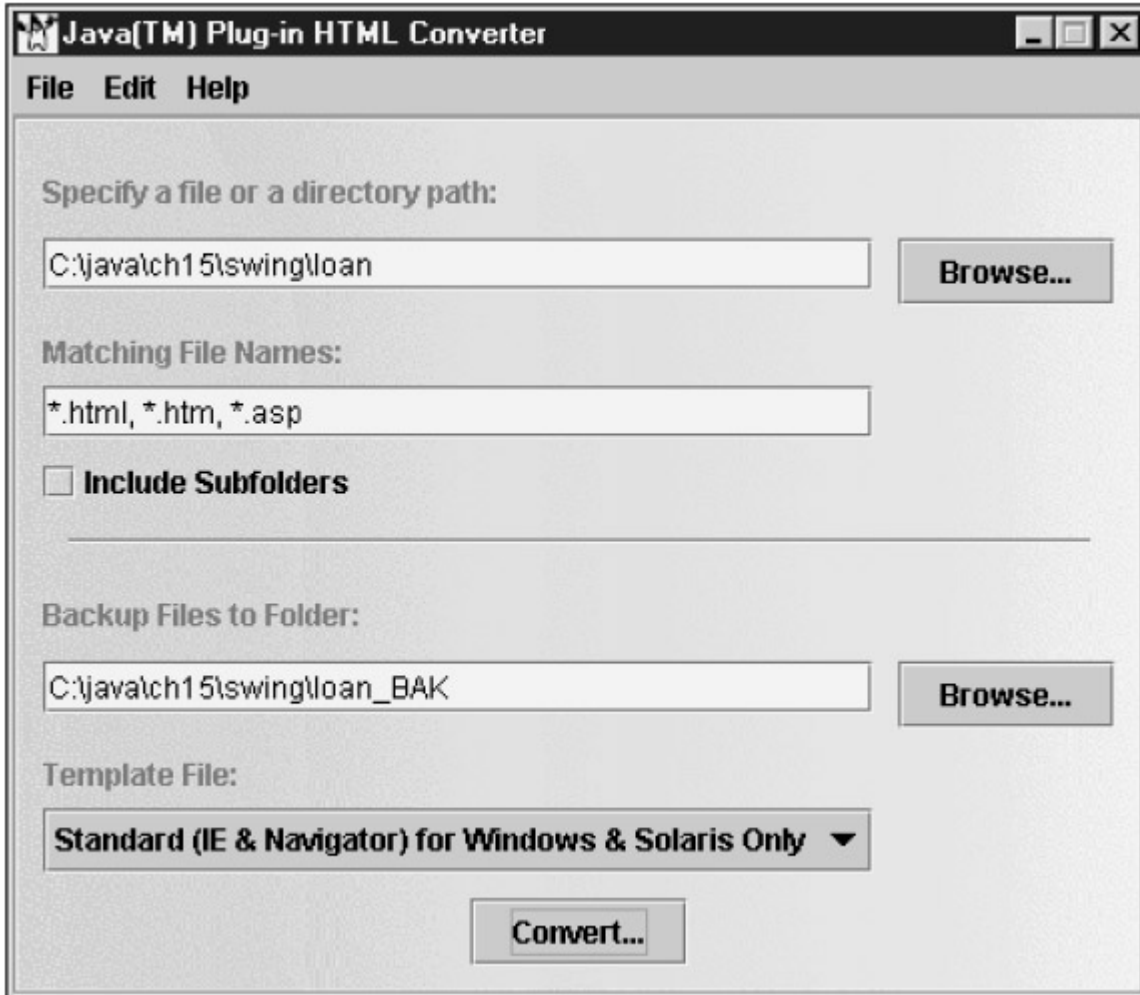 Java(TM) Plug-in HTML Converter
File Edit Help
Specify a file or a directory path:
C:\java\ch15\swing\loan
Browse...
Matching File Names:
*.html, *.htm, *.asp
Include Subfolders
Backup Files to Folder:
C:\java\ch15\swing\loan_BAK
Browse...
Template File:
Standard (IE & Navigator) for Windows & Solaris Only
Convert...